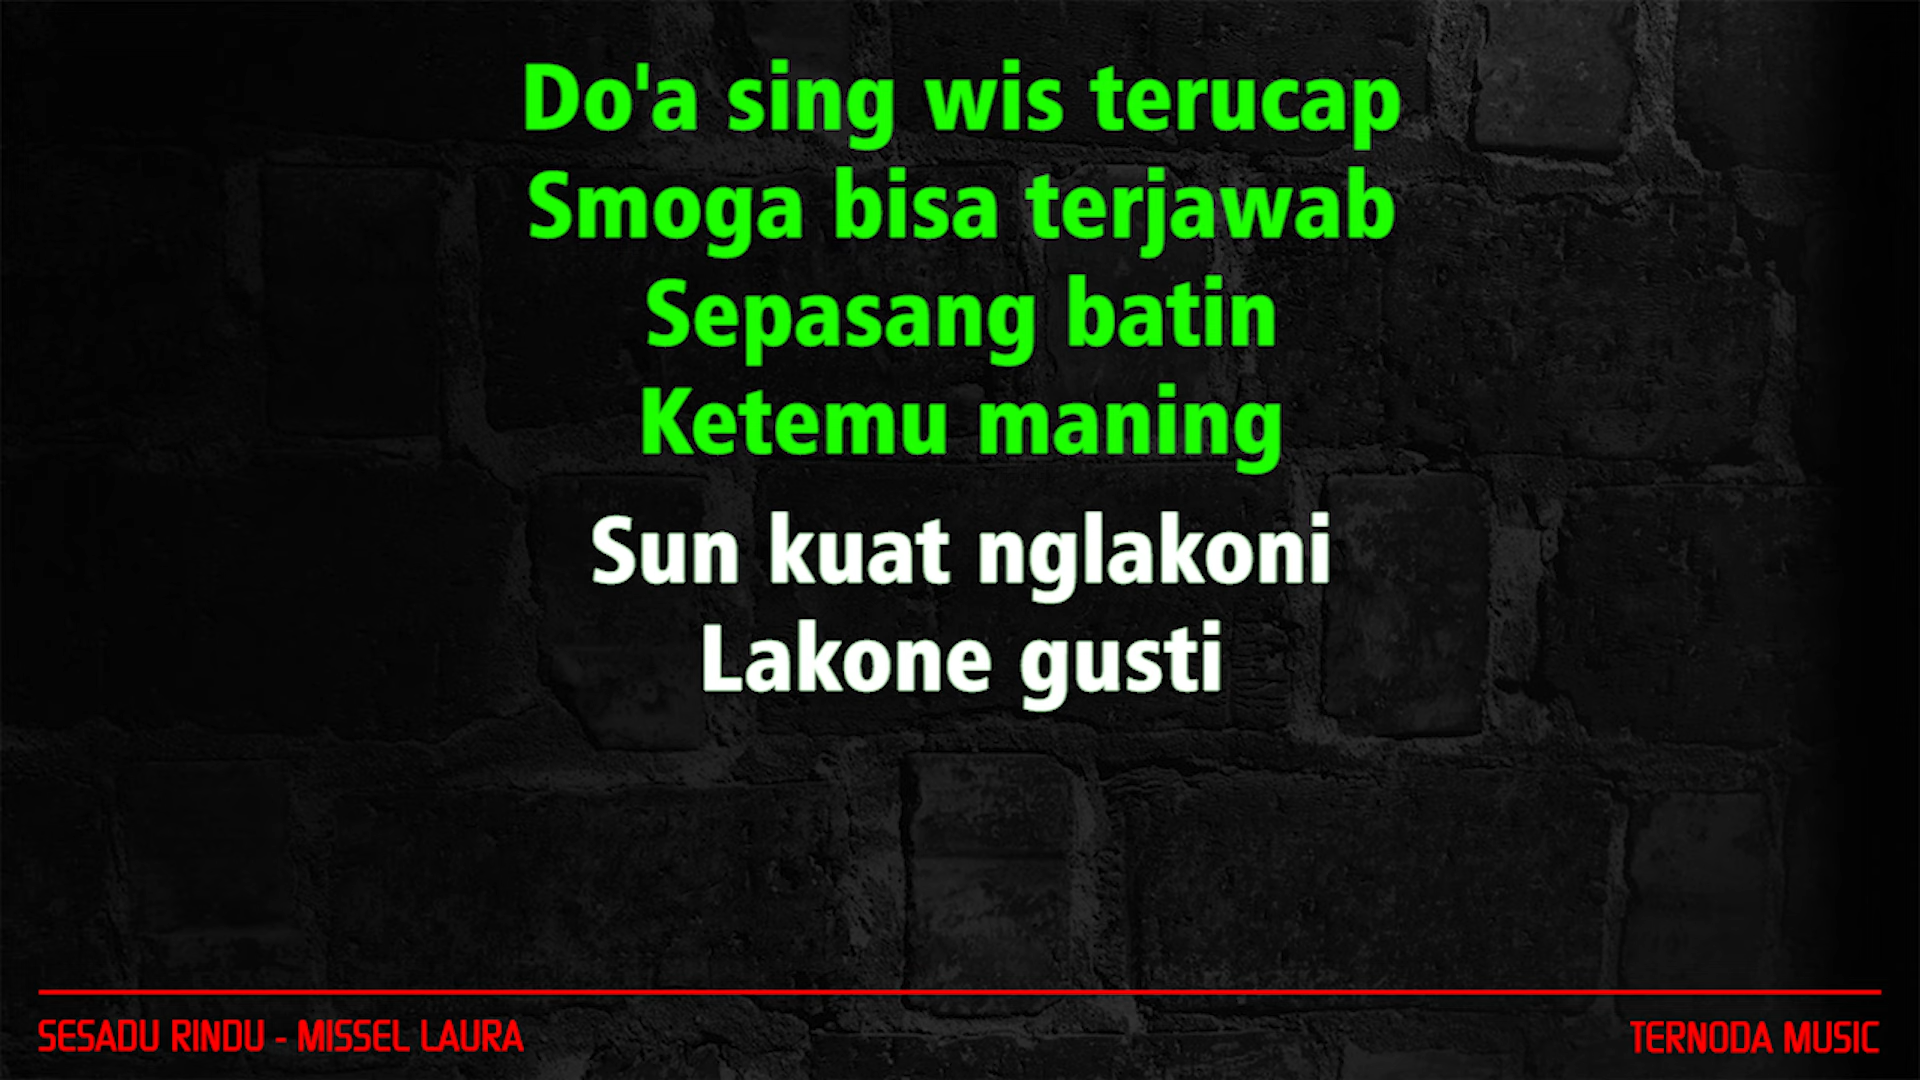 Do'a sing wis terucap
Smoga bisa terjawab
Sepasang batin
Ketemu maning
Sun kuat nglakoni
Lakone gusti
SESADU RINDU - MISSEL LAURA
TERNODA MUSIC